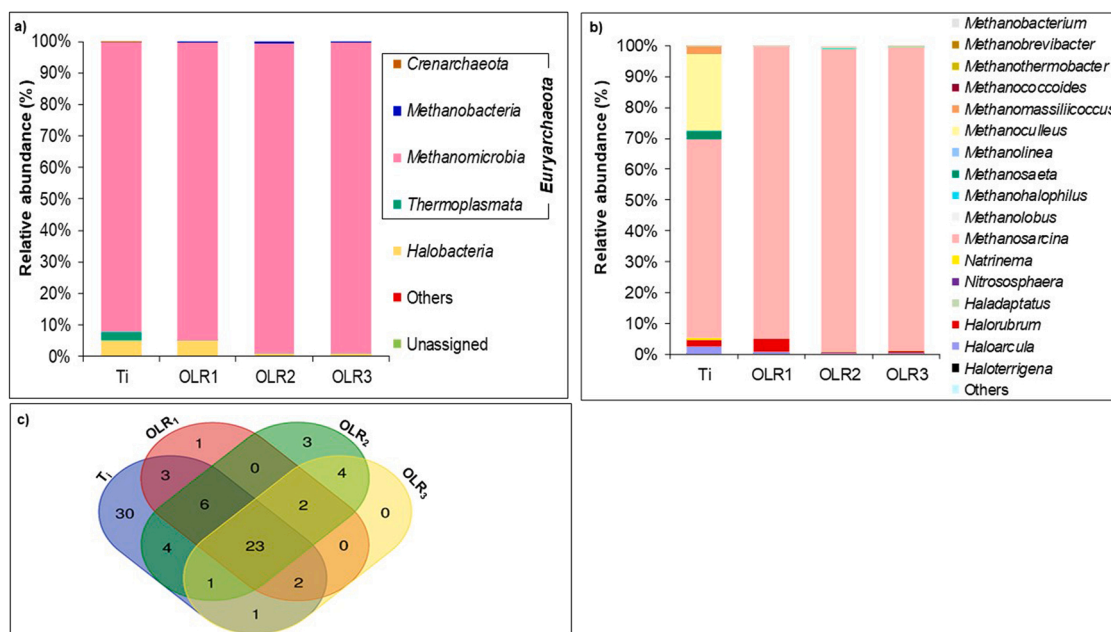 a)
Relative abundance (%)
100%
90%
80%
70%
60%
50%
40%
30%
20%
10%
0%
Ti OLR1 OLR2 OLR3
Crenarchaeota
Methanobacteria
Methanomicrobia
Thermoplasmata
Halobacteria
Others
Unassigned
Euryarchaeota
b)
Relative abundance (%)
100%
90%
80%
70%
60%
50%
40%
30%
20%
10%
0%
Ti OLR1 OLR2 OLR3
Methanobacterium
Methanobrevibacter
Methanothermobacter
Methanococcoides
Methanomassiliicoccus
Methanoculleus
Methanolinea
Methanosaeta
Methanohalophilus
Methanolobus
Methanosarcina
Natrinema
Nitrososphaera
Haladaptatus
Halorubrum
Haloarcula
Haloterrigena
Others
c)
Ti OLR1 OLR2 OLR3
1 3
3 0 4
30 6 2 0
4 23 0
1 2
1